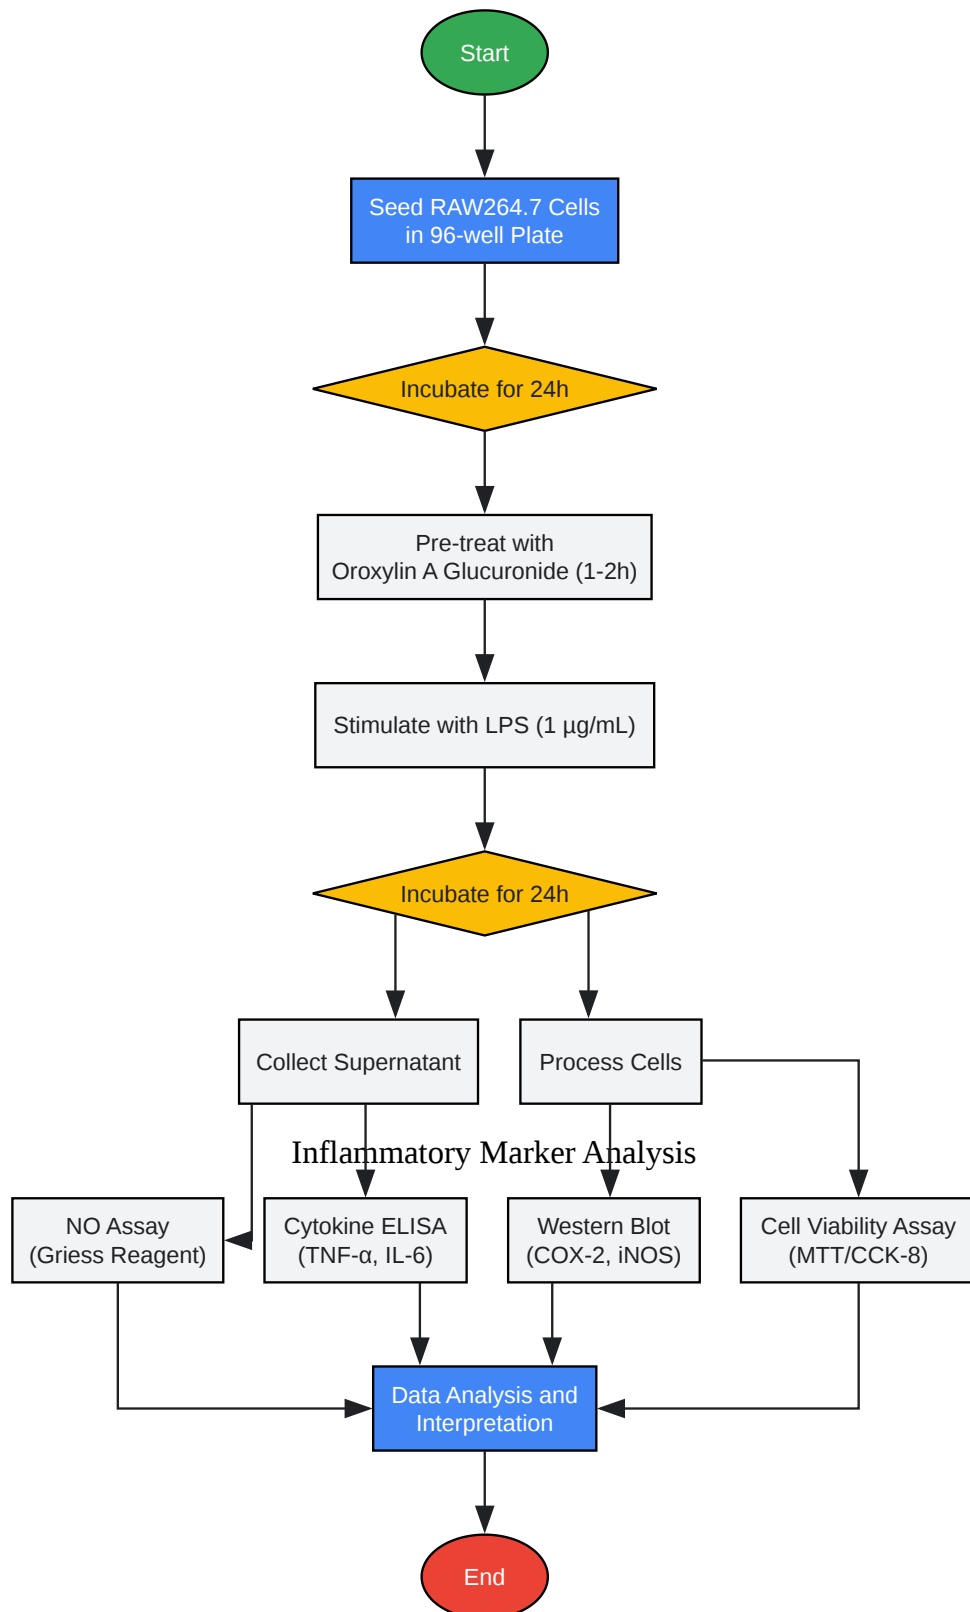 Start
Seed RAW264.7 Cells
in 96-well Plate
Incubate for 24h
Pre-treat with
Oroxylin A Glucuronide (1-2h)
Stimulate with LPS (1 µg/mL)
Incubate for 24h
Collect Supernatant
Process Cells
Inflammatory Marker Analysis
NO Assay
(Griess Reagent)
Cytokine ELISA
(TNF-α, IL-6)
Western Blot
(COX-2, iNOS)
Cell Viability Assay
(MTT/CCK-8)
Data Analysis and
Interpretation
End